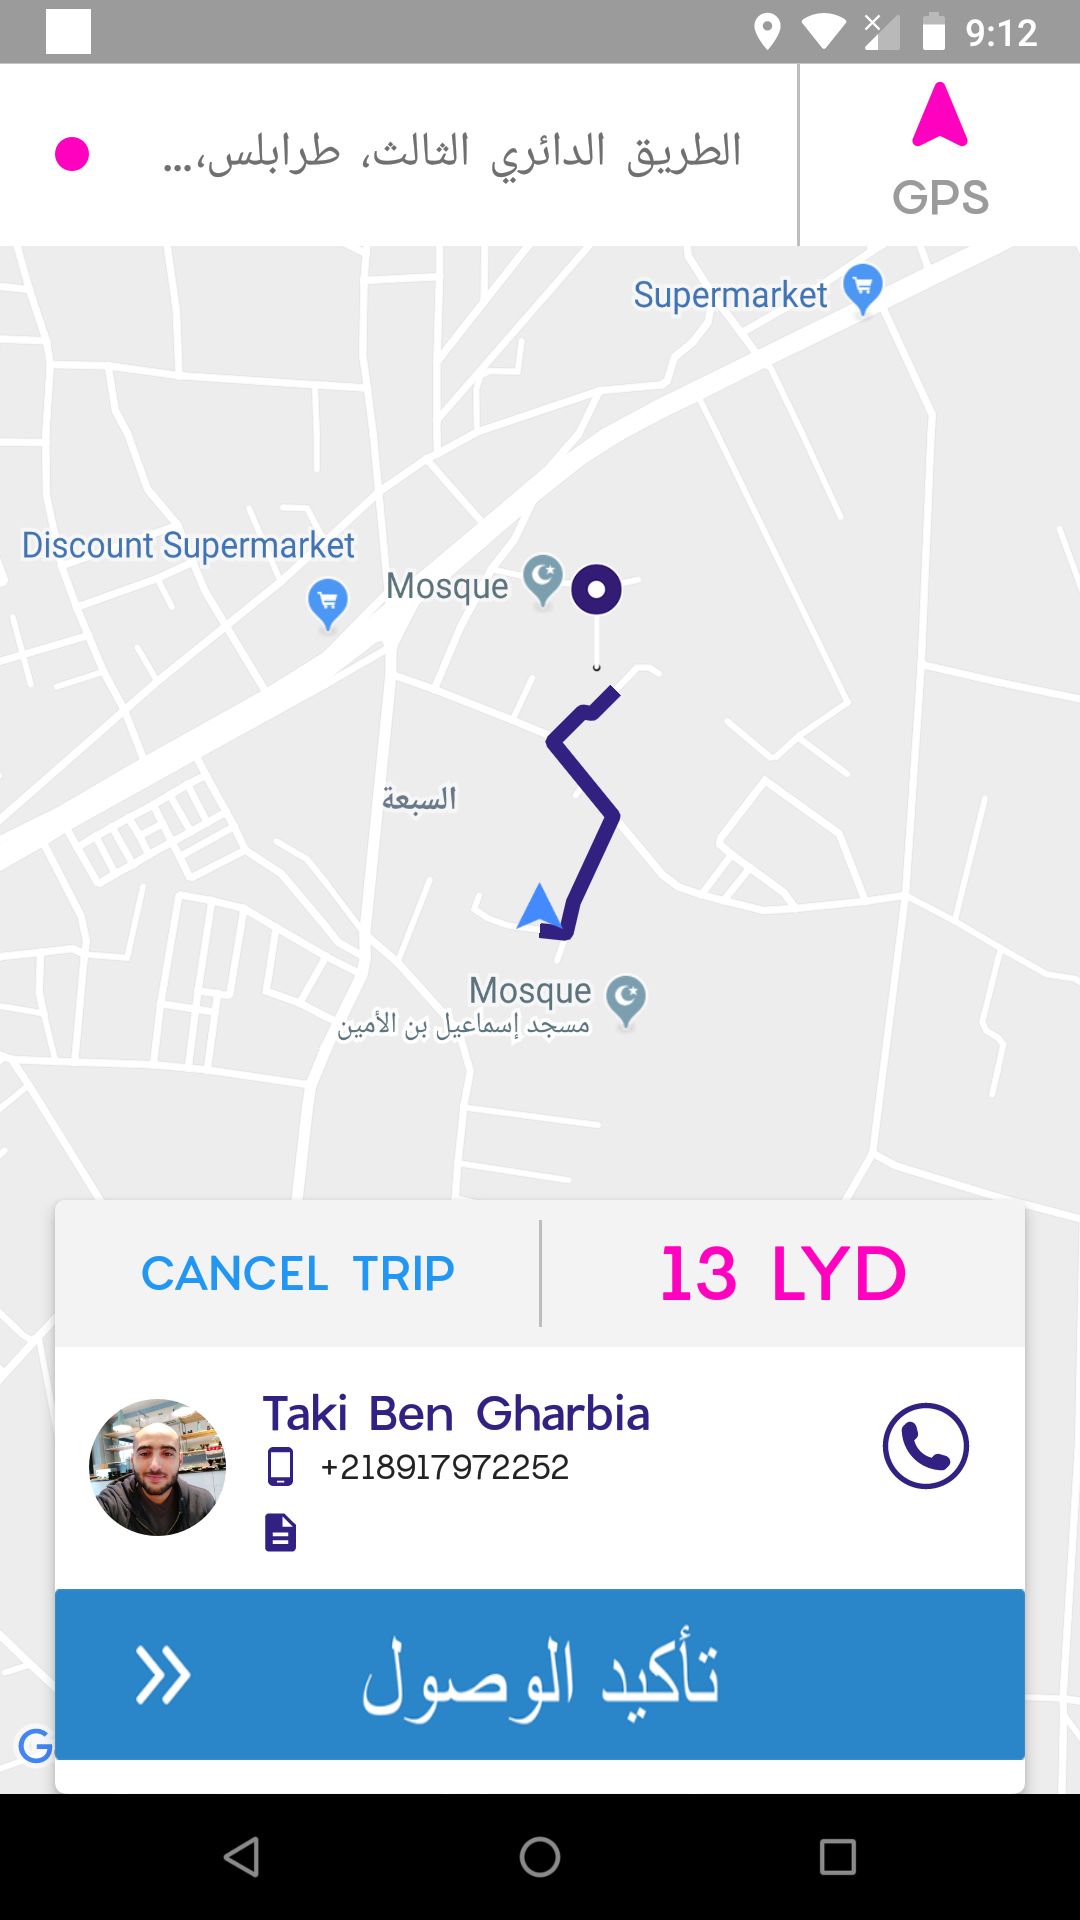 9:12
الطريق الدائري الثالث، طرابلس،...
GPS
Supermarket
Discount Supermarket
Mosque
السبعة
Mosque
مسجد إسماعيل بن الأمين
CANCEL TRIP
13 LYD
Taki Ben Gharbia
+218917972252
تأكيد الوصول
G